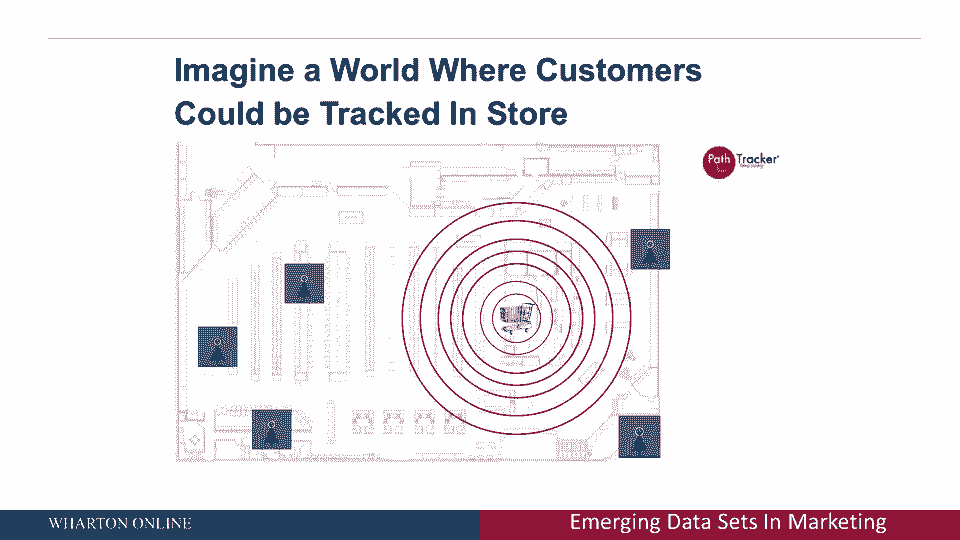 Imagine a World Where Customers
Could be Tracked In Store
Path Tracker®
WHARTON ONLINE
Emerging Data Sets In Marketing